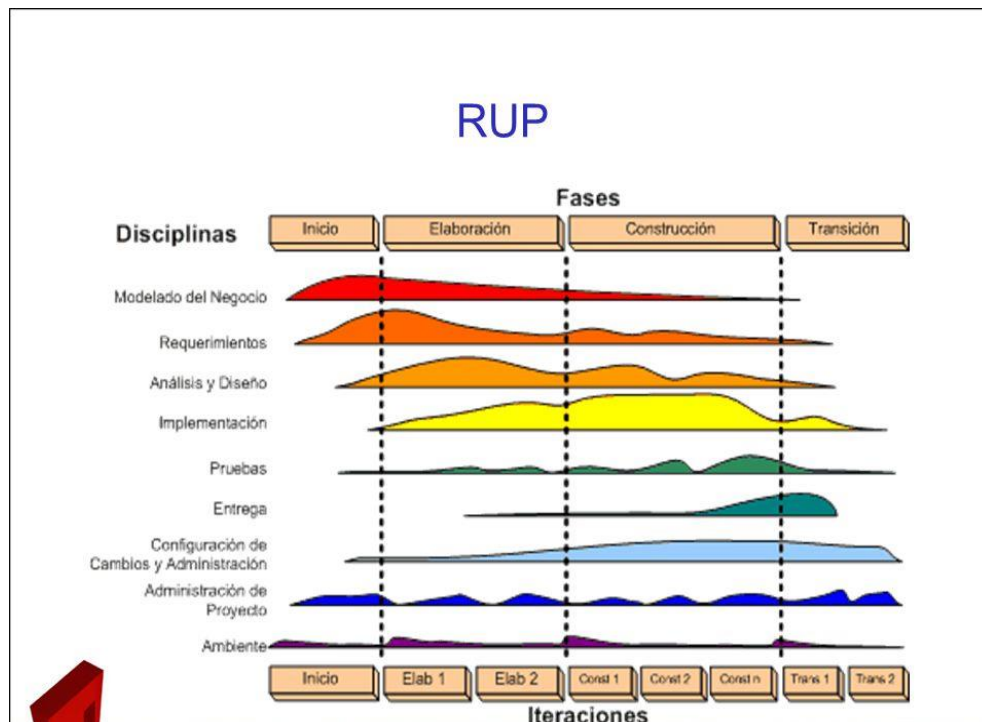 RUP
Fases
Disciplinas
Inicio
Elaboración
Construcción
Transición
Modelado del Negocio
Requerimientos
Análisis y Diseño
Implementación
Pruebas
Entrega
Configuración de
Cambios y Administración
Administración de
Proyecto
Ambiente
Inicio
Elab 1
Elab 2
Const 1
Const 2
Const n
Trans 1
Trans 2
Iteraciones